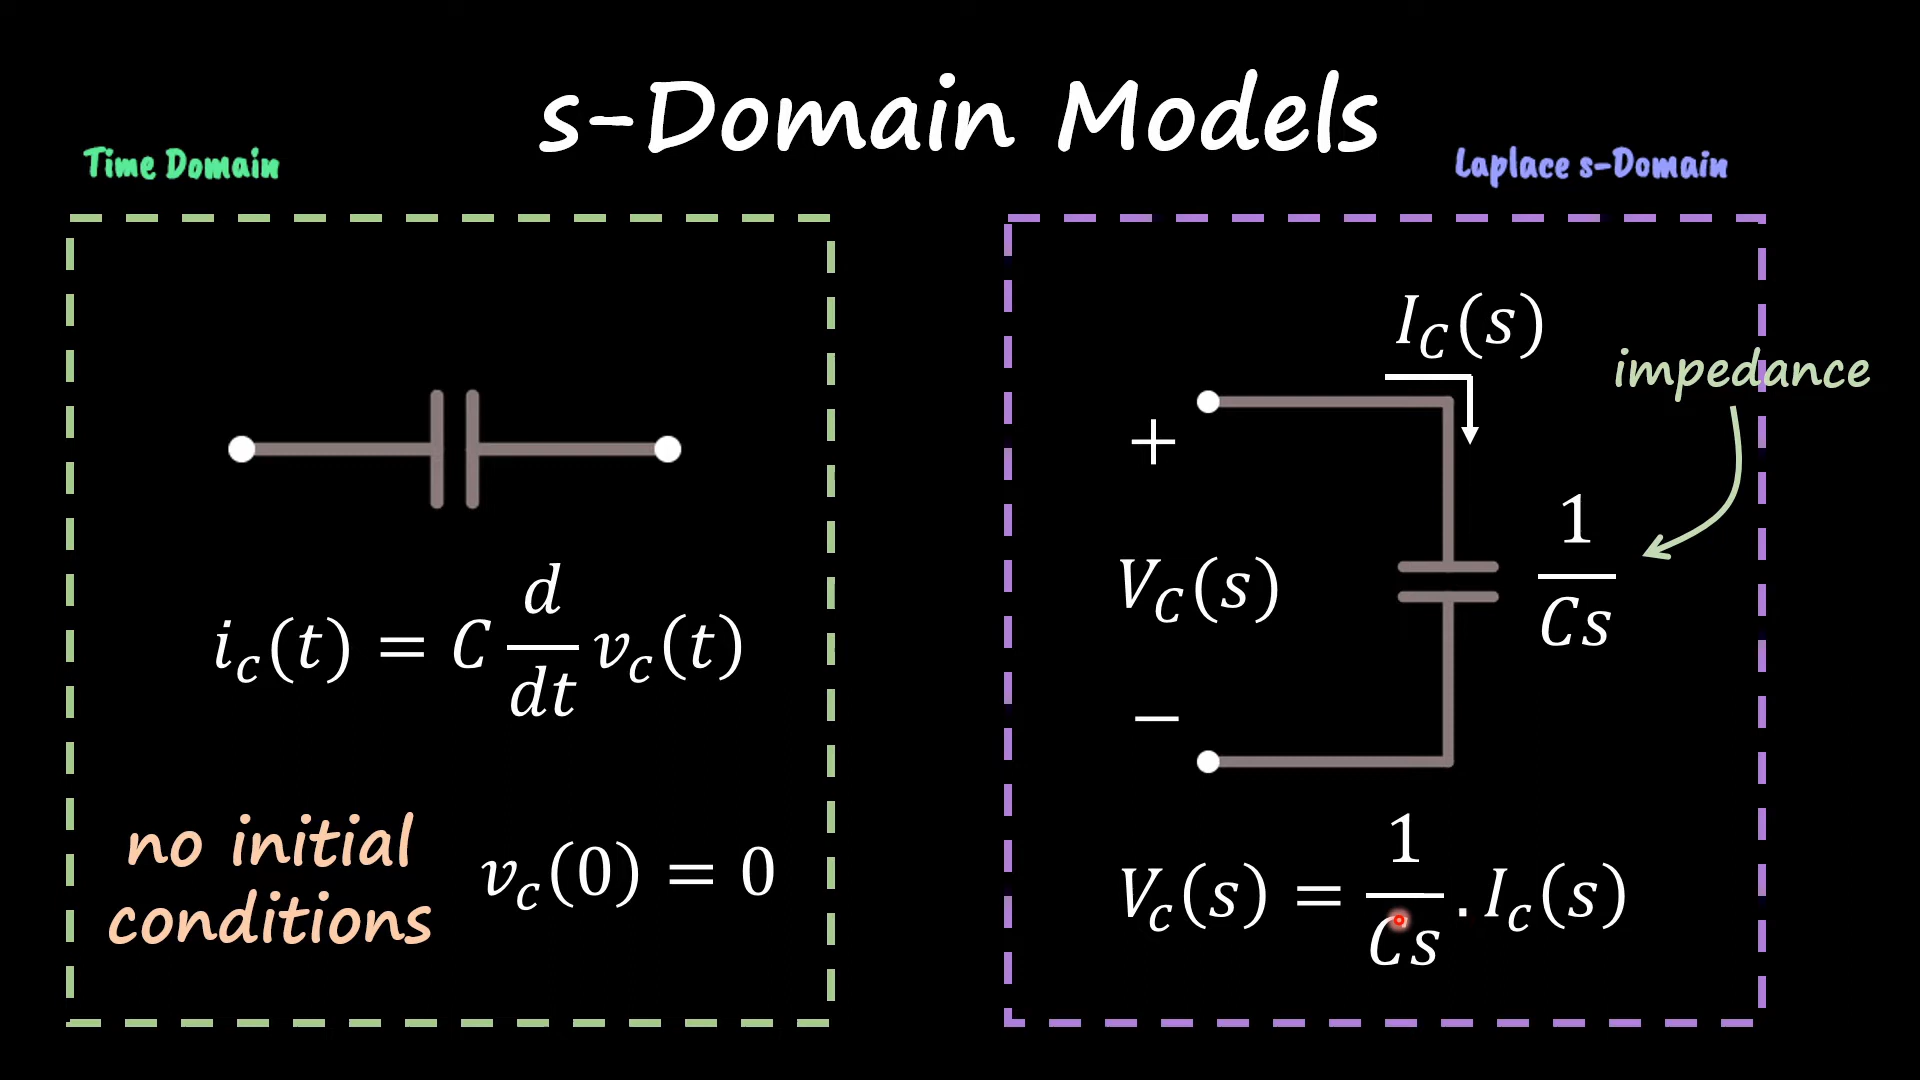 s-Domain Models
Time Domain
Laplace s-Domain
i_c(t) = C d/dt v_c(t)
no initial
conditions
v_c(0) = 0
I_C(s)
impedance
+
V_C(s)
1/Cs
−
V_c(s) = 1/Cs . I_c(s)